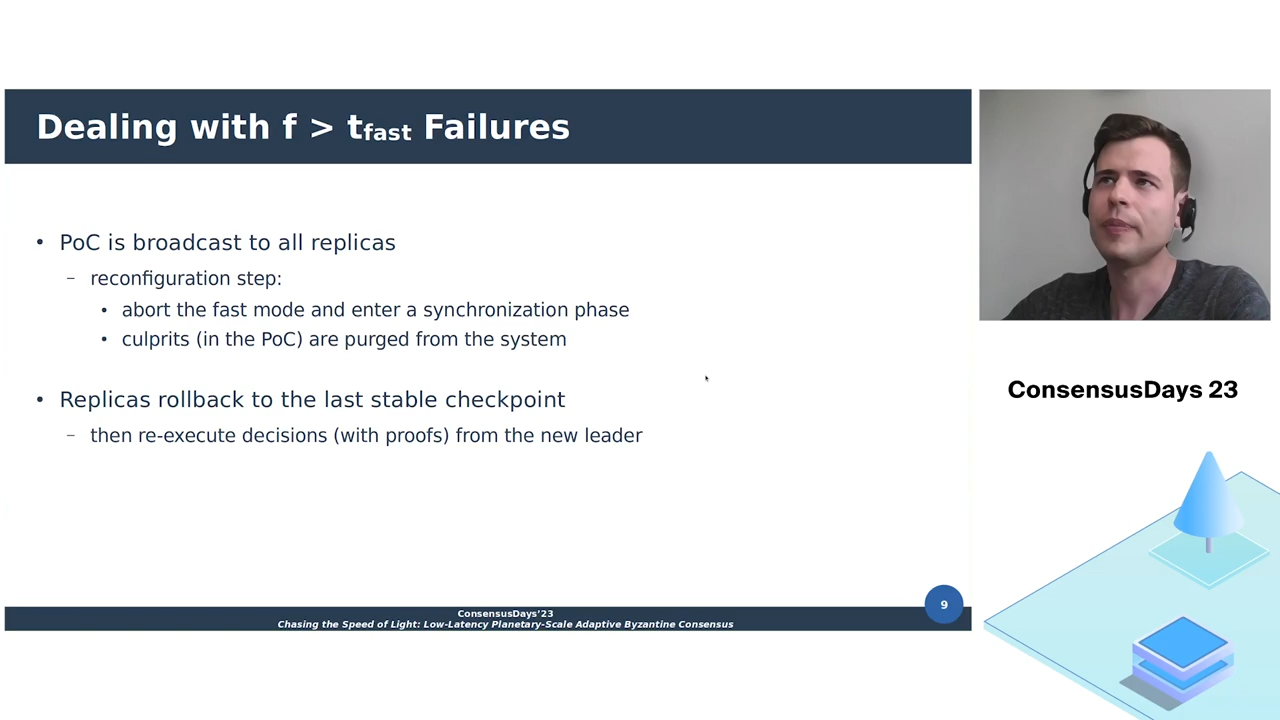 Dealing with f > tfast Failures
• PoC is broadcast to all replicas
– reconfiguration step:
• abort the fast mode and enter a synchronization phase
• culprits (in the PoC) are purged from the system
• Replicas rollback to the last stable checkpoint
– then re-execute decisions (with proofs) from the new leader
ConsensusDays'23
Chasing the Speed of Light: Low-Latency Planetary-Scale Adaptive Byzantine Consensus
9
ConsensusDays 23